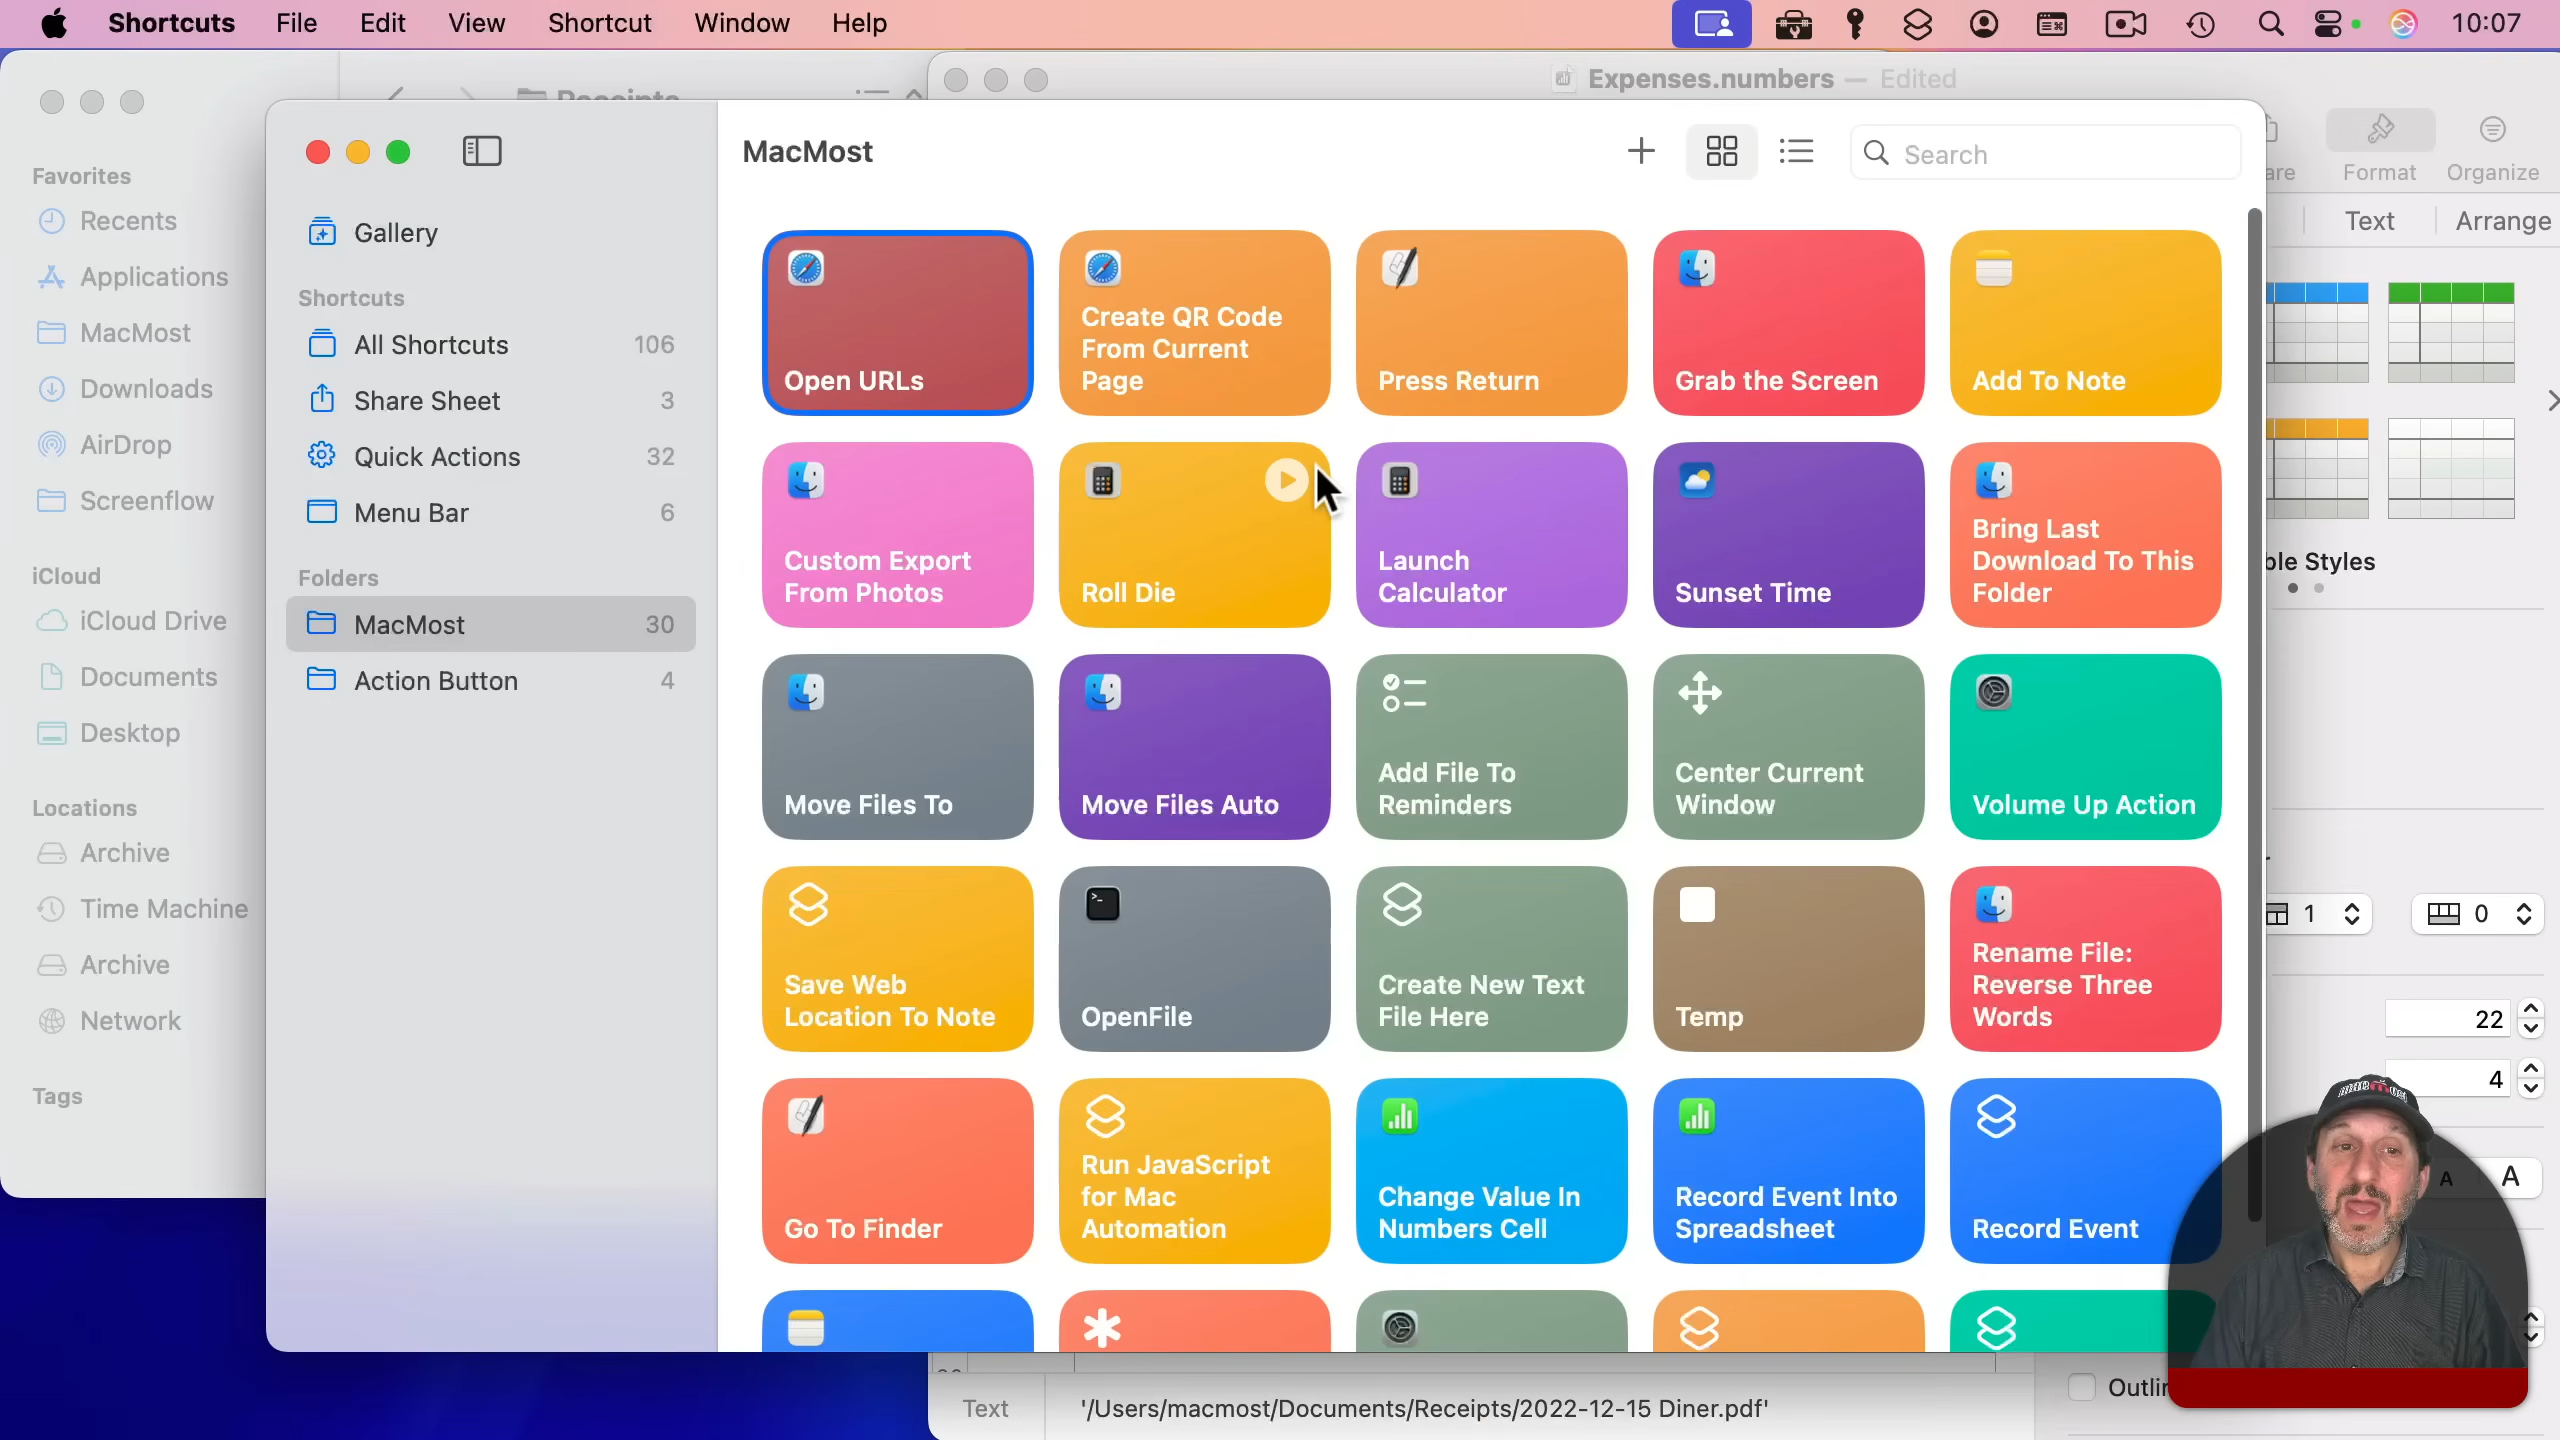 Shortcuts File Edit View Shortcut Window Help 10:07
Receipts
Expenses.numbers — Edited
Favorites
Recents
Applications
MacMost
Downloads
AirDrop
Screenflow
iCloud
iCloud Drive
Documents
Desktop
Locations
Archive
Time Machine
Archive
Network
Tags
Gallery
Shortcuts
All Shortcuts 106
Share Sheet 3
Quick Actions 32
Menu Bar 6
Folders
MacMost 30
Action Button 4
MacMost
Search
Open URLs
Create QR Code
From Current
Page
Press Return
Grab the Screen
Add To Note
Custom Export
From Photos
Roll Die
Launch
Calculator
Sunset Time
Bring Last
Download To This
Folder
Move Files To
Move Files Auto
Add File To
Reminders
Center Current
Window
Volume Up Action
Save Web
Location To Note
OpenFile
Create New Text
File Here
Temp
Rename File:
Reverse Three
Words
Go To Finder
Run JavaScript
for Mac
Automation
Change Value In
Numbers Cell
Record Event Into
Spreadsheet
Record Event
Format Organize
Text Arrange
Styles
1 0
22
4
A A
Text '/Users/macmost/Documents/Receipts/2022-12-15 Diner.pdf'